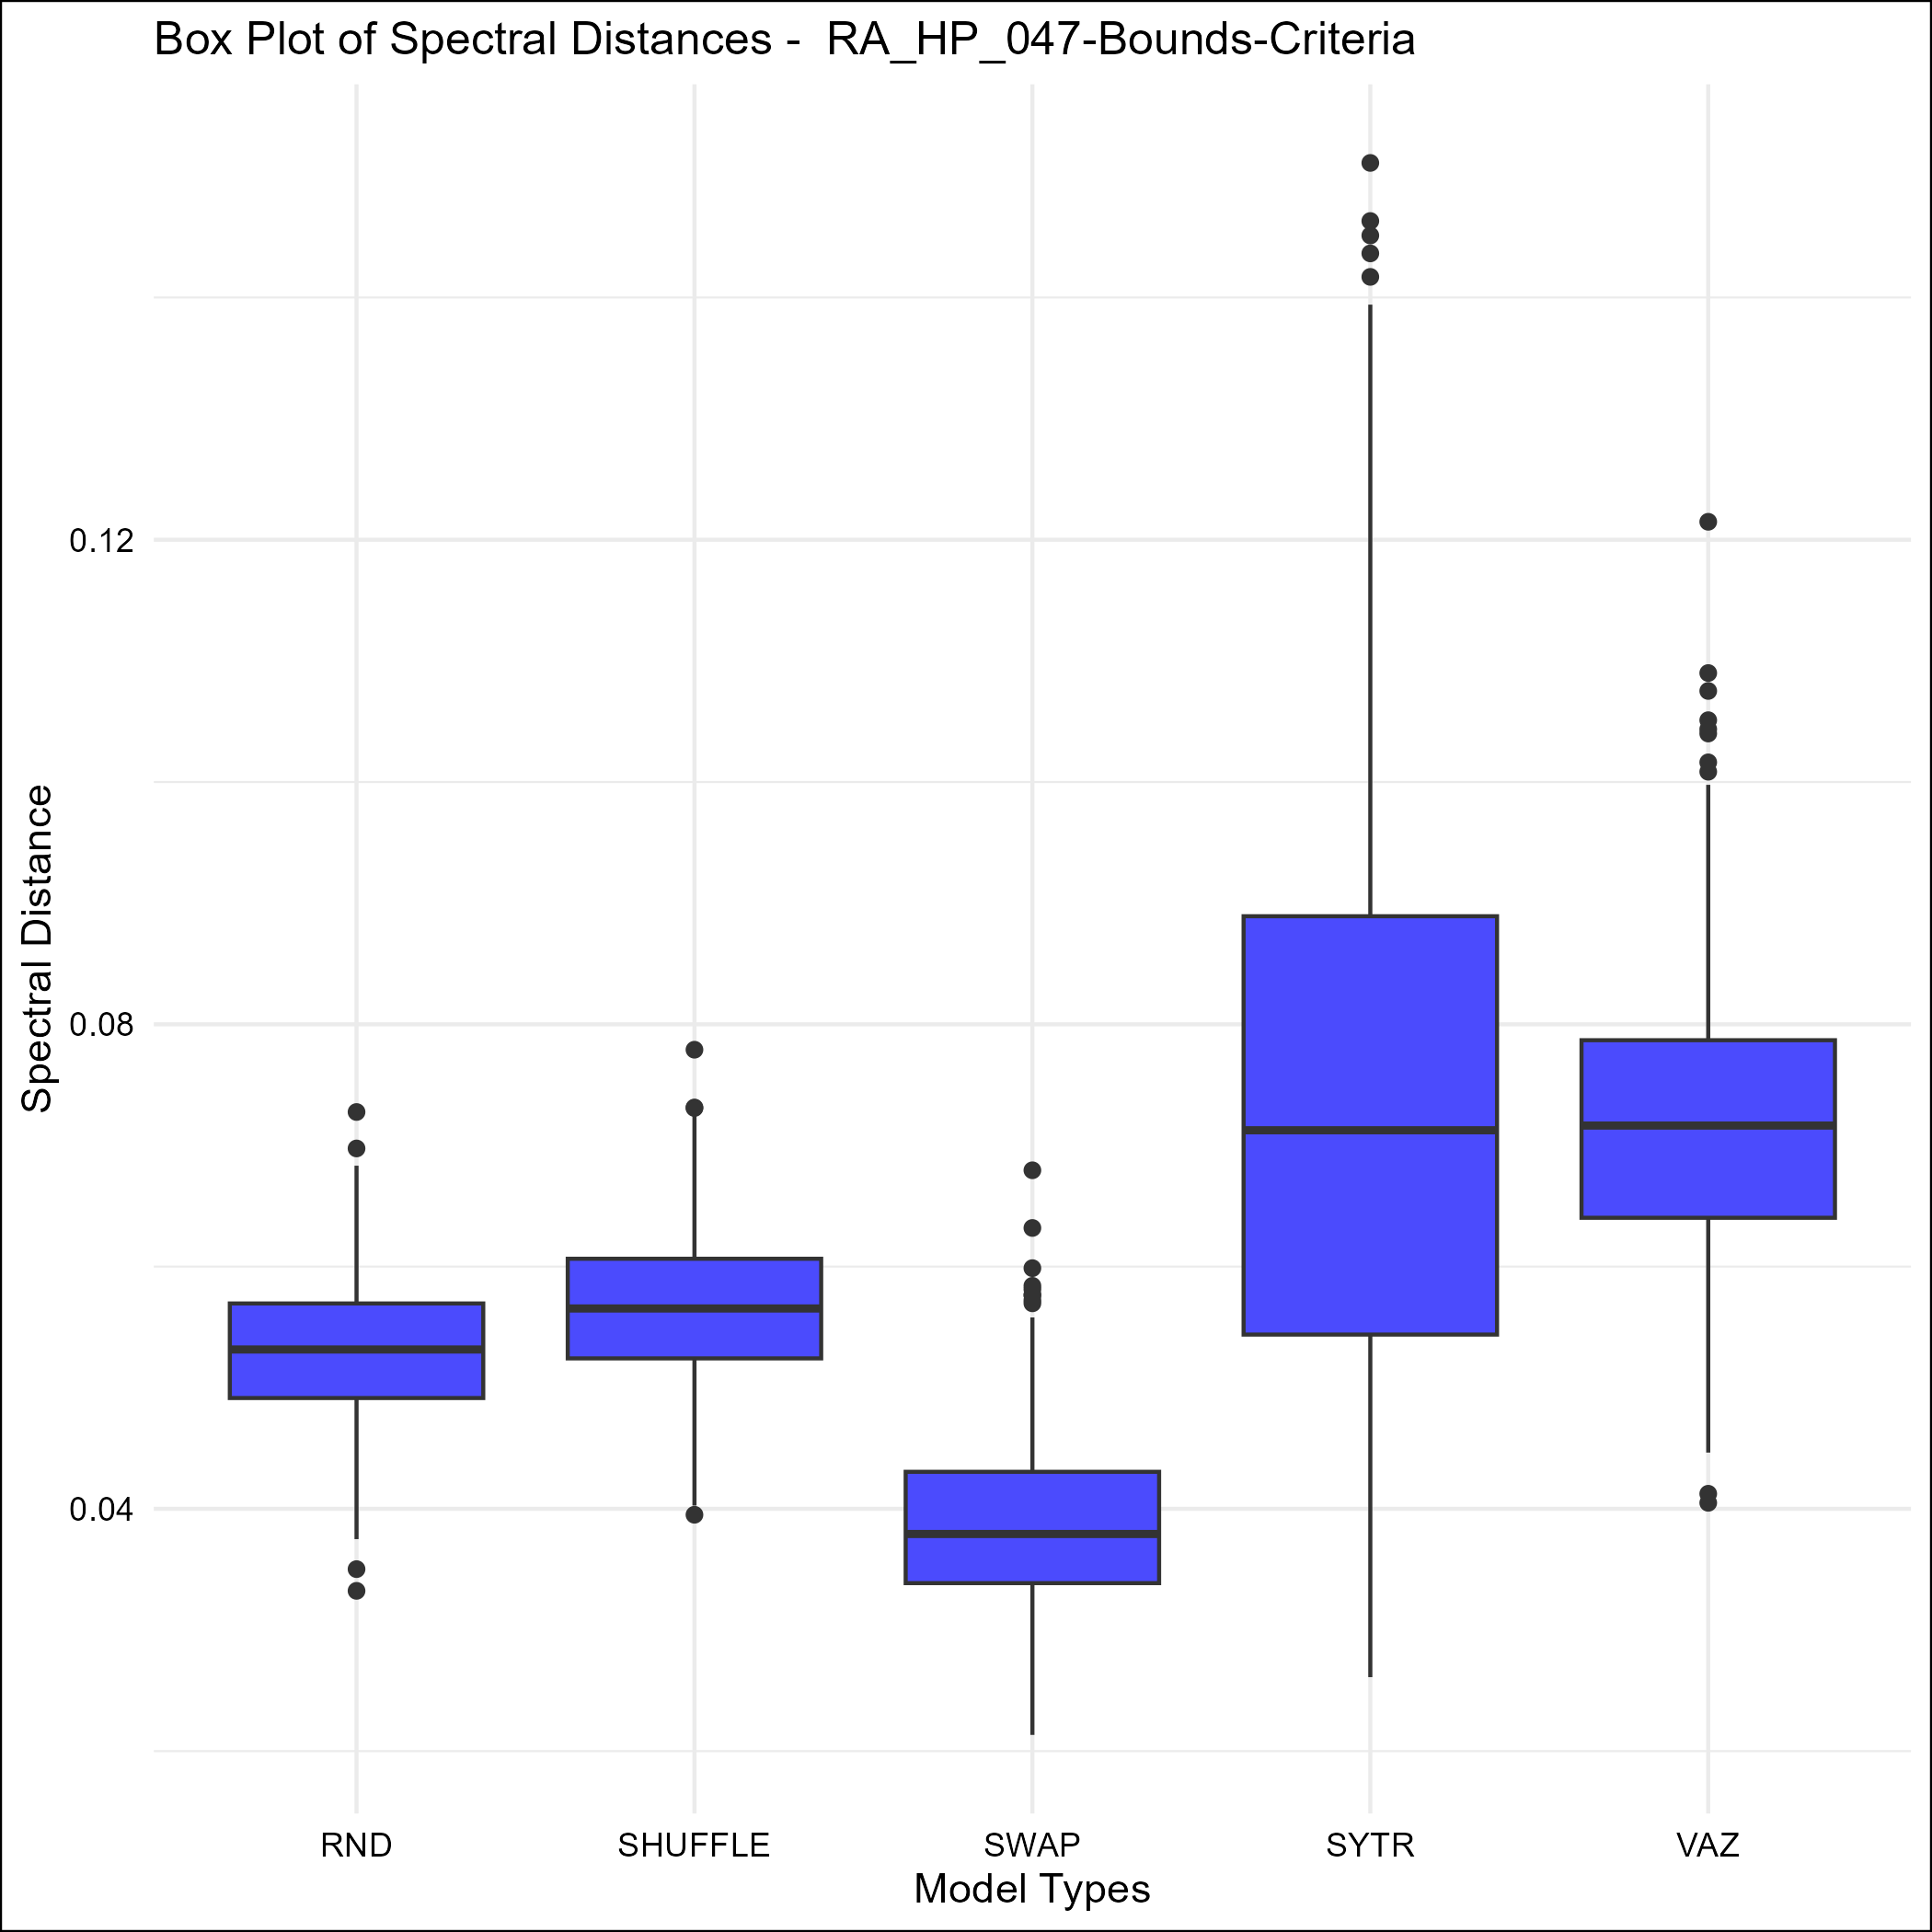 Box Plot of Spectral Distances -  RA_HP_047-Bounds-Criteria
Spectral Distance
0.12
0.08
0.04
RND SHUFFLE SWAP SYTR VAZ
Model Types